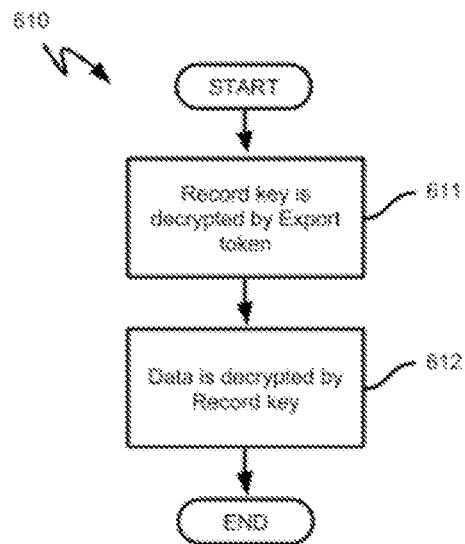 610
START
Record key is
decrypted by Export
token
611
Data is decrypted by
Record key
612
END